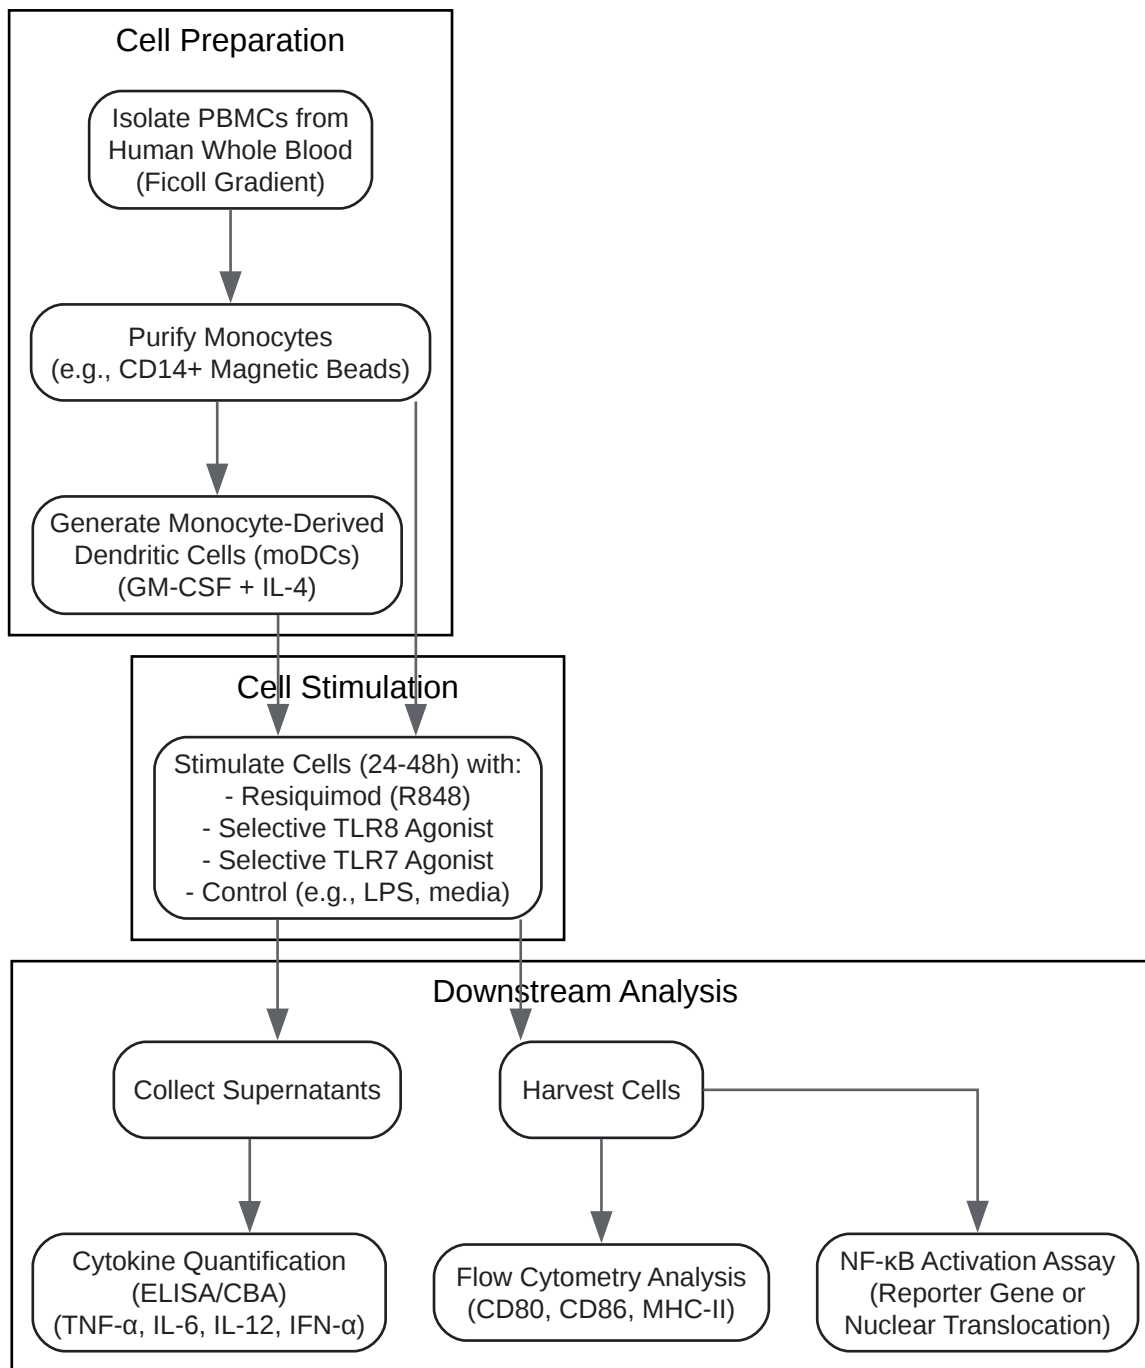 Cell Preparation
Isolate PBMCs from
Human Whole Blood
(Ficoll Gradient)
Purify Monocytes
(e.g., CD14+ Magnetic Beads)
Generate Monocyte-Derived
Dendritic Cells (moDCs)
(GM-CSF + IL-4)
Cell Stimulation
Stimulate Cells (24-48h) with:
- Resiquimod (R848)
- Selective TLR8 Agonist
- Selective TLR7 Agonist
- Control (e.g., LPS, media)
Downstream Analysis
Collect Supernatants
Harvest Cells
Cytokine Quantification
(ELISA/CBA)
(TNF-α, IL-6, IL-12, IFN-α)
Flow Cytometry Analysis
(CD80, CD86, MHC-II)
NF-κB Activation Assay
(Reporter Gene or
Nuclear Translocation)